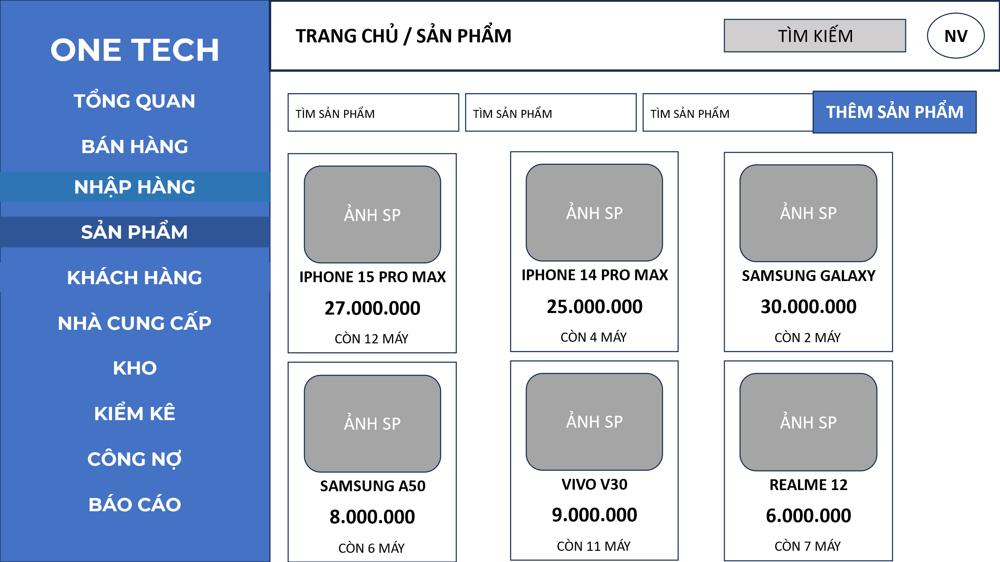 ONE TECH
TỔNG QUAN
BÁN HÀNG
NHẬP HÀNG
SẢN PHẨM
KHÁCH HÀNG
NHÀ CUNG CẤP
KHO
KIỂM KÊ
CÔNG NỢ
BÁO CÁO
TRANG CHỦ / SẢN PHẨM
TÌM KIẾM
NV
TÌM SẢN PHẨM
TÌM SẢN PHẨM
TÌM SẢN PHẨM
THÊM SẢN PHẨM
ẢNH SP
IPHONE 15 PRO MAX
27.000.000
CÒN 12 MÁY
ẢNH SP
IPHONE 14 PRO MAX
25.000.000
CÒN 4 MÁY
ẢNH SP
SAMSUNG GALAXY
30.000.000
CÒN 2 MÁY
ẢNH SP
SAMSUNG A50
8.000.000
CÒN 6 MÁY
ẢNH SP
VIVO V30
9.000.000
CÒN 11 MÁY
ẢNH SP
REALME 12
6.000.000
CÒN 7 MÁY